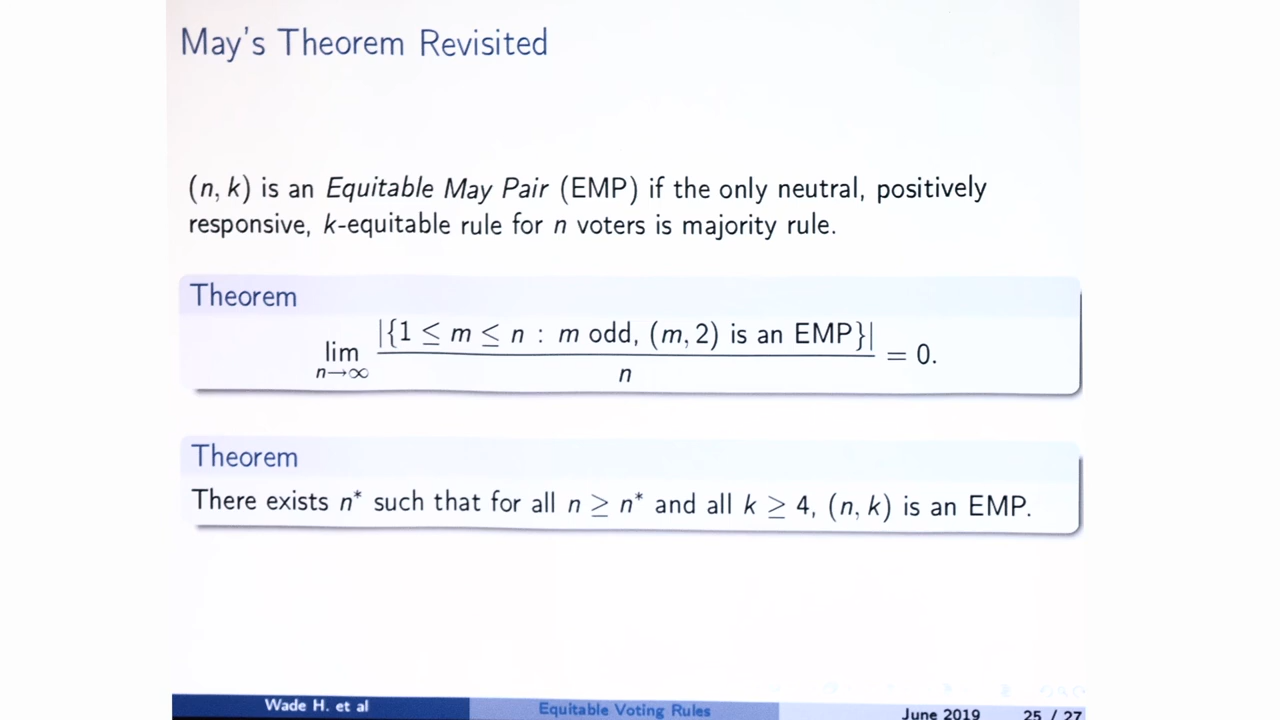 May's Theorem Revisited
(n, k) is an Equitable May Pair (EMP) if the only neutral, positively
responsive, k-equitable rule for n voters is majority rule.
Theorem
lim n→∞ |{1 ≤ m ≤ n : m odd, (m, 2) is an EMP}| / n = 0.
Theorem
There exists n* such that for all n ≥ n* and all k ≥ 4, (n, k) is an EMP.
Wade H. et al
Equitable Voting Rules
June 2019
25 / 27